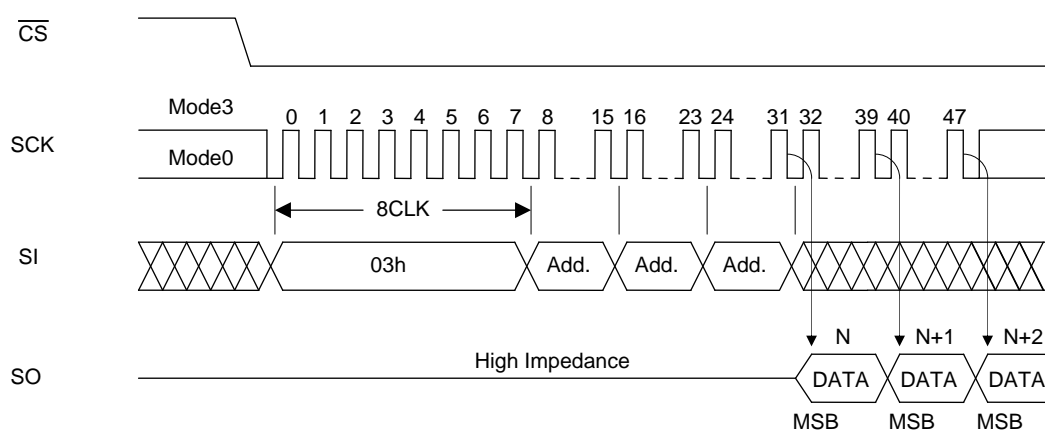 CS
Mode3
0 1 2 3 4 5 6 7 8 15 16 23 24 31 32 39 40 47
SCK
Mode0
8CLK
SI
03h Add. Add. Add.
N N+1 N+2
High Impedance
SO
DATA DATA DATA
MSB MSB MSB